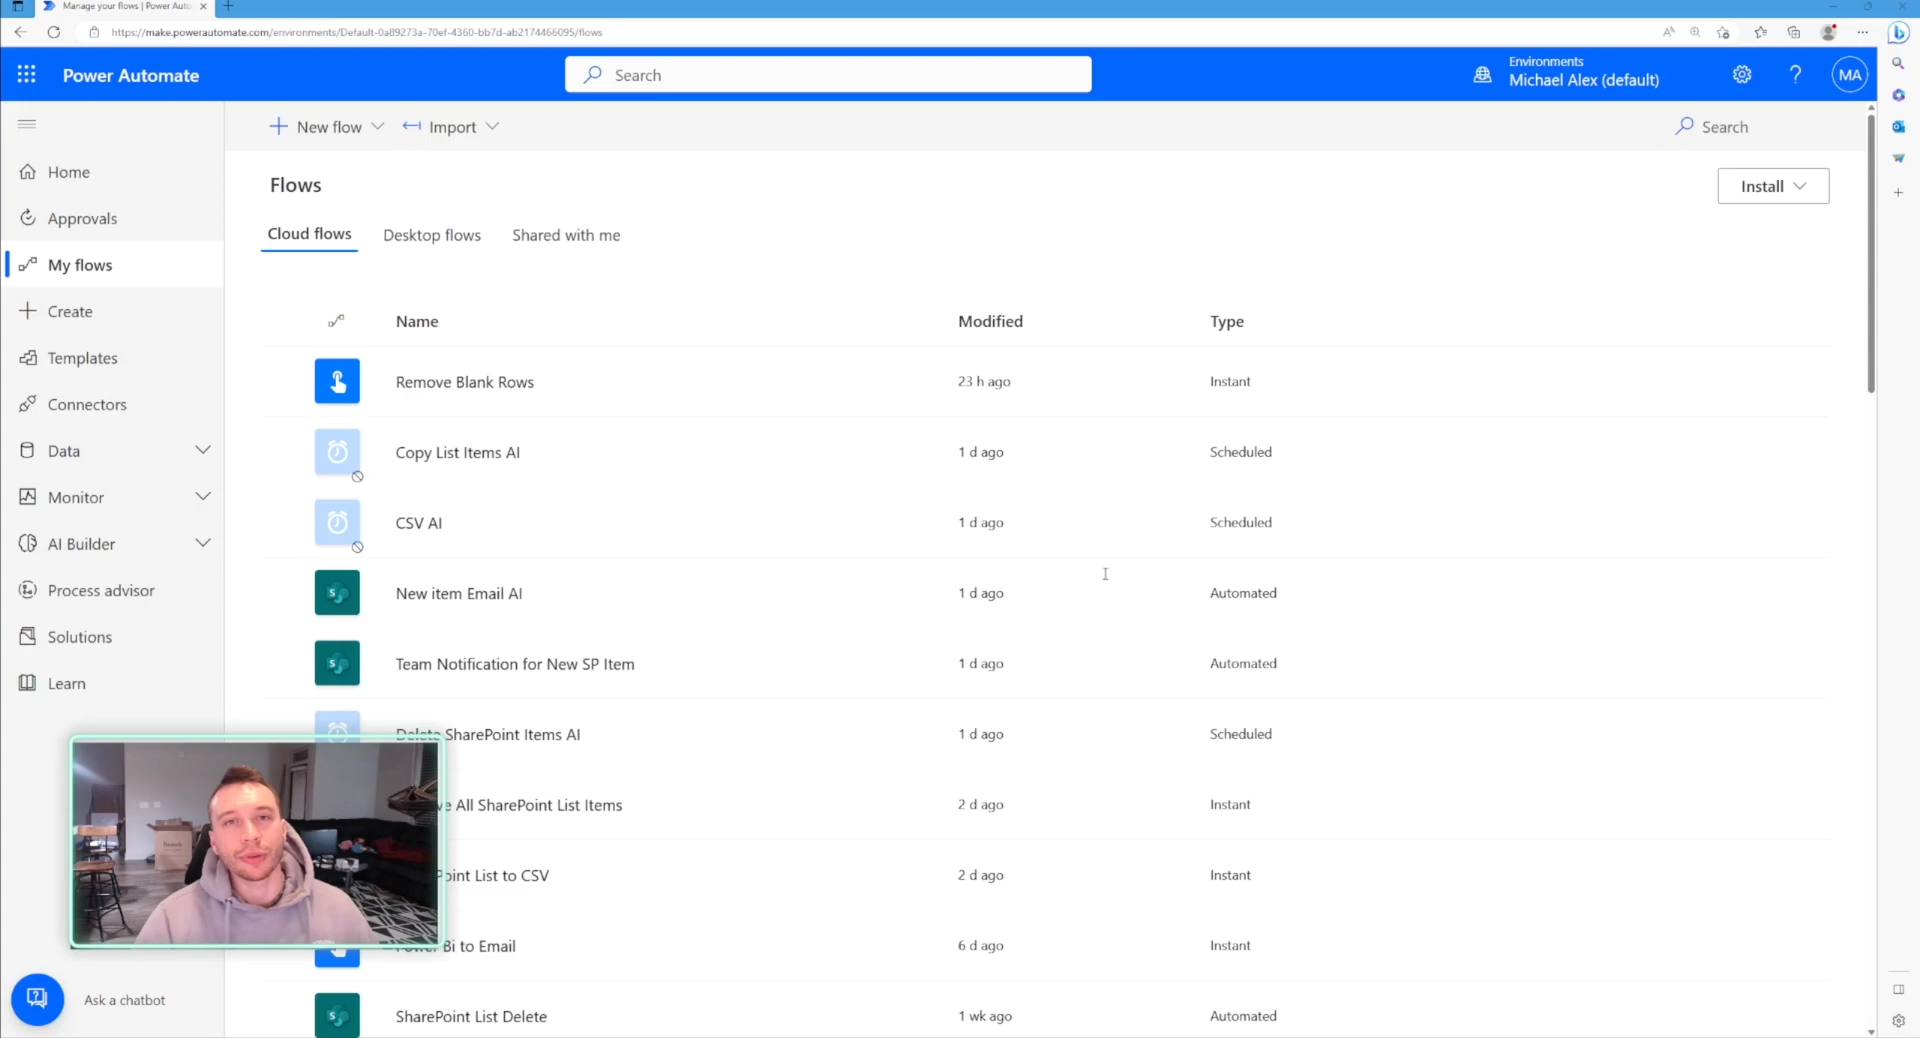 Manage your flows | Power Auto
https://make.powerautomate.com/environments/Default-0a89273a-70ef-4360-bb7d-ab2174466095/flows
Power Automate
Search
Environments
Michael Alex (default)
MA
New flow
Import
Search
Home
Approvals
My flows
Create
Templates
Connectors
Data
Monitor
AI Builder
Process advisor
Solutions
Learn
Ask a chatbot
Flows
Install
Cloud flows Desktop flows Shared with me
Name Modified Type
Remove Blank Rows 23 h ago Instant
Copy List Items AI 1 d ago Scheduled
CSV AI 1 d ago Scheduled
New item Email AI 1 d ago Automated
Team Notification for New SP Item 1 d ago Automated
Delete SharePoint Items AI 1 d ago Scheduled
All SharePoint List Items 2 d ago Instant
List to CSV 2 d ago Instant
Bi to Email 6 d ago Instant
SharePoint List Delete 1 wk ago Automated